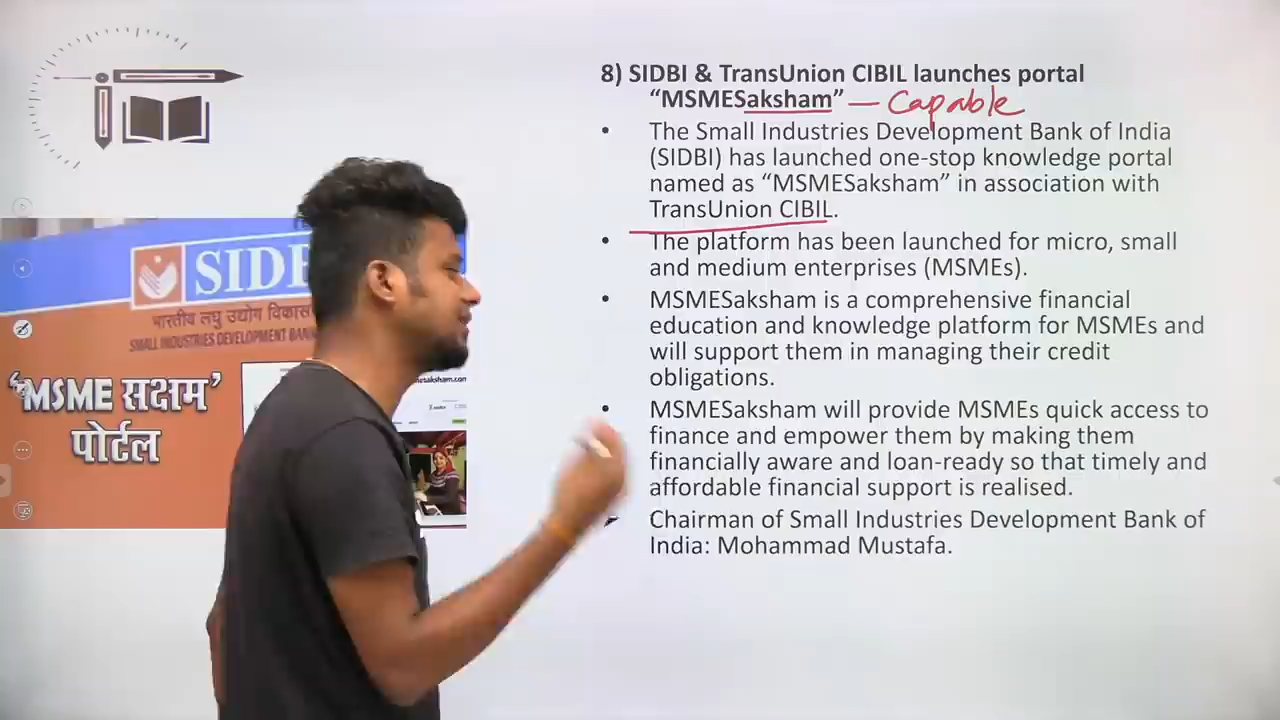 8) SIDBI & TransUnion CIBIL launches portal
“MSMESaksham” — Capable
• The Small Industries Development Bank of India
(SIDBI) has launched one-stop knowledge portal
named as “MSMESaksham” in association with
TransUnion CIBIL.
• The platform has been launched for micro, small
and medium enterprises (MSMEs).
• MSMESaksham is a comprehensive financial
education and knowledge platform for MSMEs and
will support them in managing their credit
obligations.
• MSMESaksham will provide MSMEs quick access to
finance and empower them by making them
financially aware and loan-ready so that timely and
affordable financial support is realised.
Chairman of Small Industries Development Bank of
India: Mohammad Mustafa.
भारतीय लघु उद्योग
SMALL INDUSTRIES DEVELOPMENT
‘MSME सक्षम’
पोर्टल